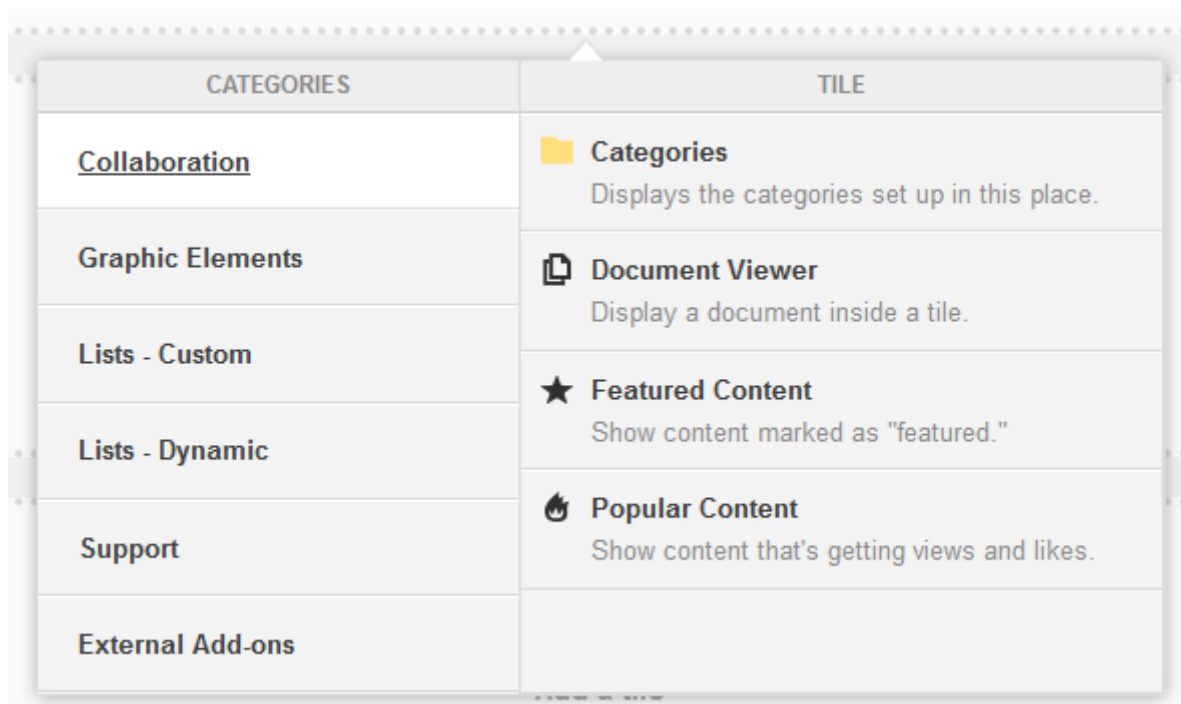 CATEGORIES
TILE
Collaboration
Graphic Elements
Lists - Custom
Lists - Dynamic
Support
External Add-ons
Categories
Displays the categories set up in this place.
Document Viewer
Display a document inside a tile.
Featured Content
Show content marked as "featured."
Popular Content
Show content that's getting views and likes.